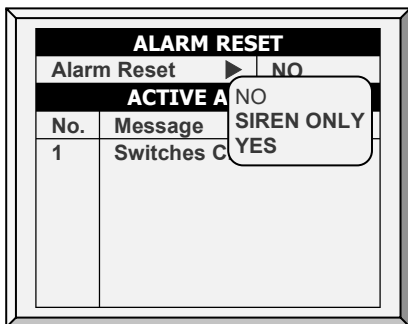 ALARM RESET
Alarm Reset ▶ NO
ACTIVE A
NO
SIREN ONLY
YES
No. Message
1 Switches C